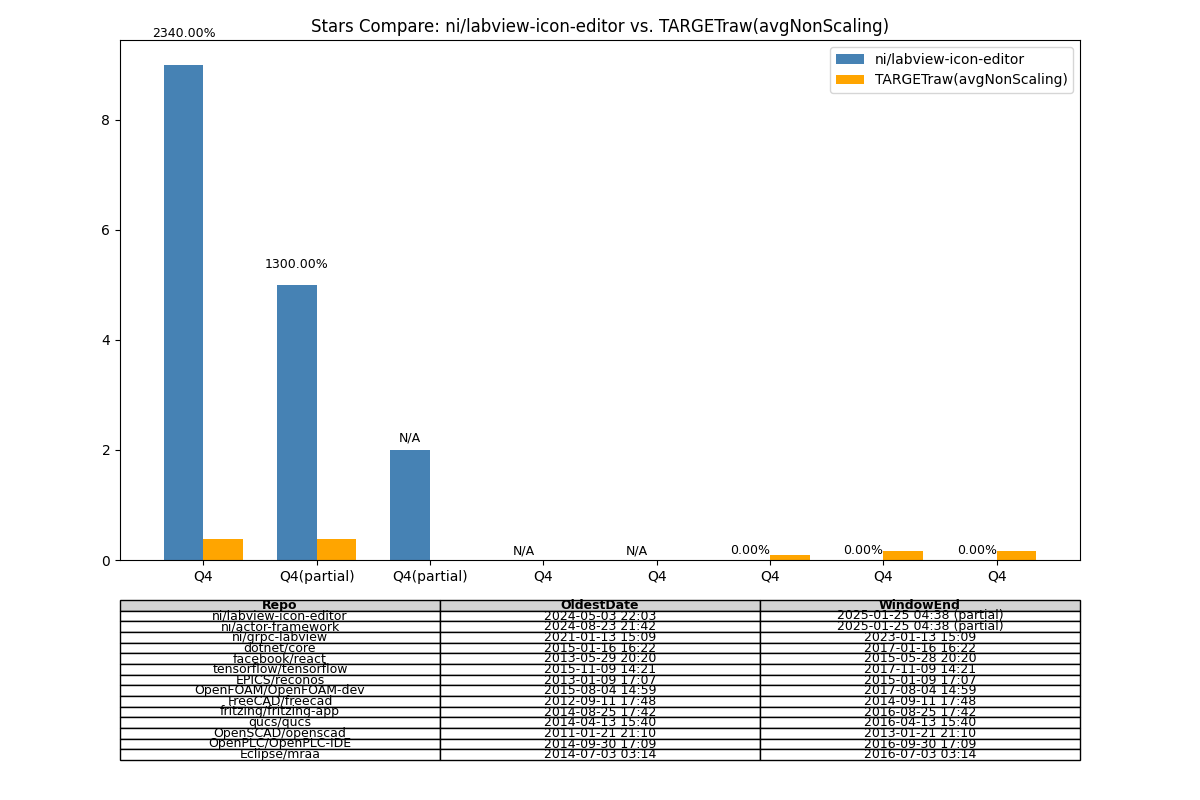 Stars Compare: ni/labview-icon-editor vs. TARGETraw(avgNonScaling)
2340.00%
ni/labview-icon-editor
TARGETraw(avgNonScaling)
8
6
1300.00%
4
N/A
2
N/A
N/A
0.00%
0.00%
0.00%
0
Q4
Q4(partial)
Q4(partial)
Q4
Q4
Q4
Q4
Q4
Repo OldestDate WindowEnd
ni/labview-icon-editor 2024-05-03 22:03 2025-01-25 04:38 (partial)
ni/actor-framework 2024-08-23 21:42 2025-01-25 04:38 (partial)
ni/grpc-labview 2021-01-13 15:09 2023-01-13 15:09
dotnet/core 2015-01-16 16:22 2017-01-16 16:22
facebook/react 2013-05-29 20:20 2015-05-28 20:20
tensorflow/tensorflow 2015-11-09 14:21 2017-11-09 14:21
EPICS/reconos 2013-01-09 17:07 2015-01-09 17:07
OpenFOAM/OpenFOAM-dev 2015-08-04 14:59 2017-08-04 14:59
FreeCAD/freecad 2012-09-11 17:48 2014-09-11 17:48
fritzing/fritzing-app 2014-08-25 17:42 2016-08-25 17:42
qucs/qucs 2014-04-13 15:40 2016-04-13 15:40
OpenSCAD/openscad 2011-01-21 21:10 2013-01-21 21:10
OpenPLC/OpenPLC-IDE 2014-09-30 17:09 2016-09-30 17:09
Eclipse/mraa 2014-07-03 03:14 2016-07-03 03:14